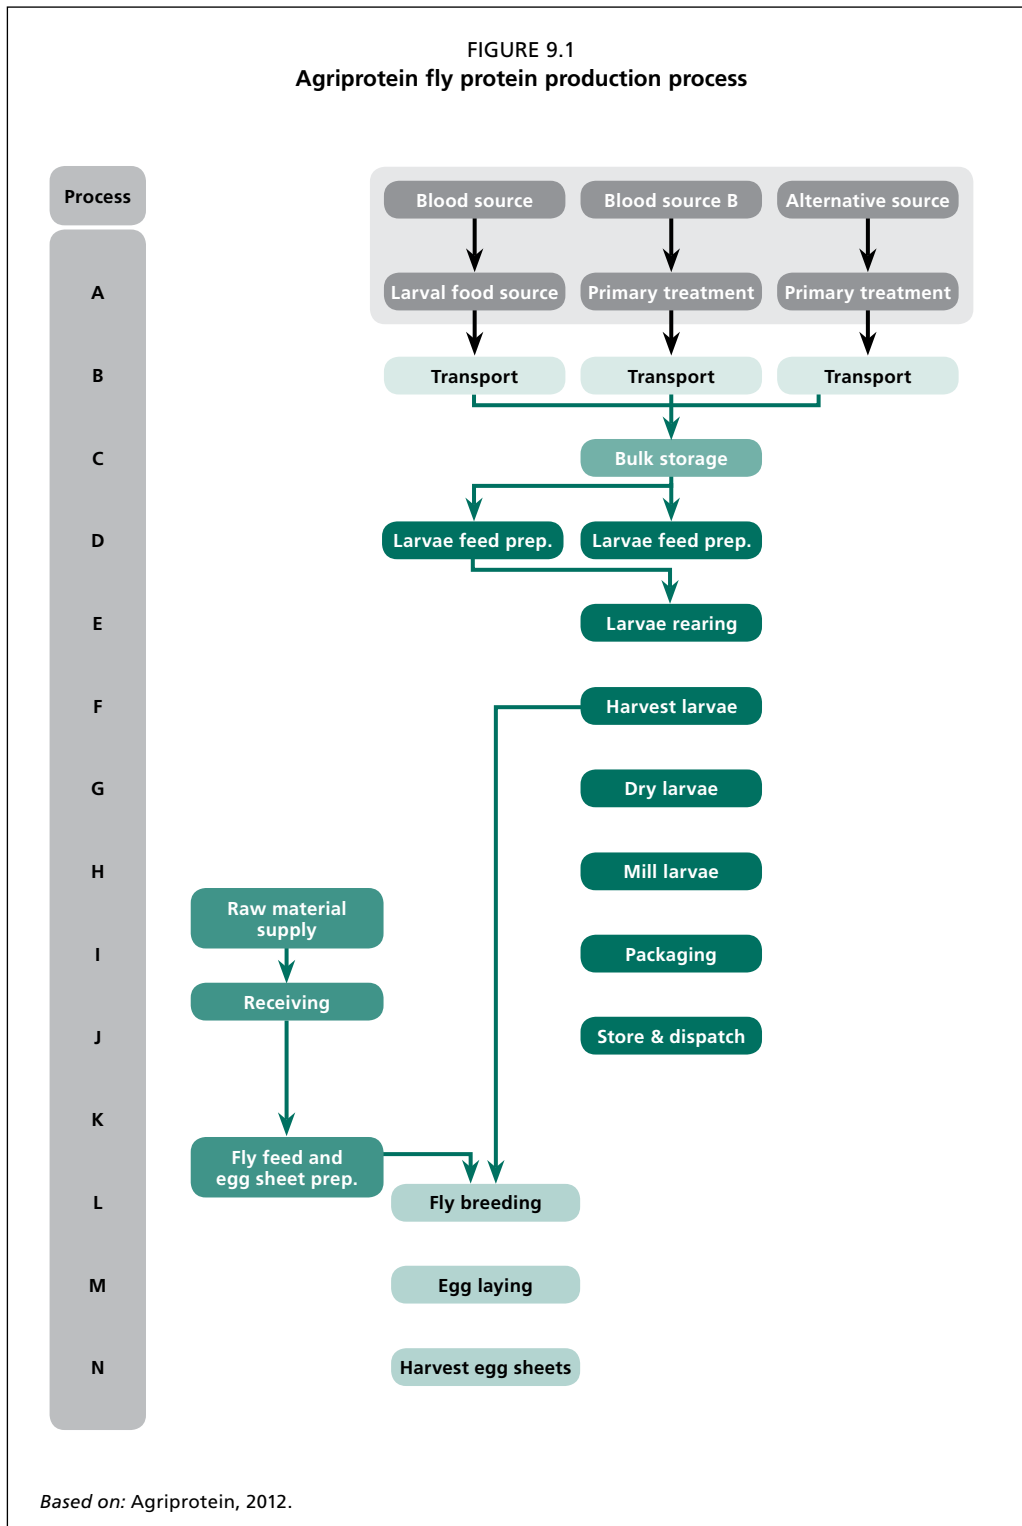 FIGURE 9.1
Agriprotein fly protein production process
Process
Blood source
Blood source B
Alternative source
A
Larval food source
Primary treatment
Primary treatment
B
Transport
Transport
Transport
C
Bulk storage
D
Larvae feed prep.
Larvae feed prep.
E
Larvae rearing
F
Harvest larvae
G
Dry larvae
H
Mill larvae
Raw material
supply
I
Packaging
Receiving
J
Store & dispatch
K
Fly feed and
egg sheet prep.
L
Fly breeding
M
Egg laying
N
Harvest egg sheets
Based on: Agriprotein, 2012.